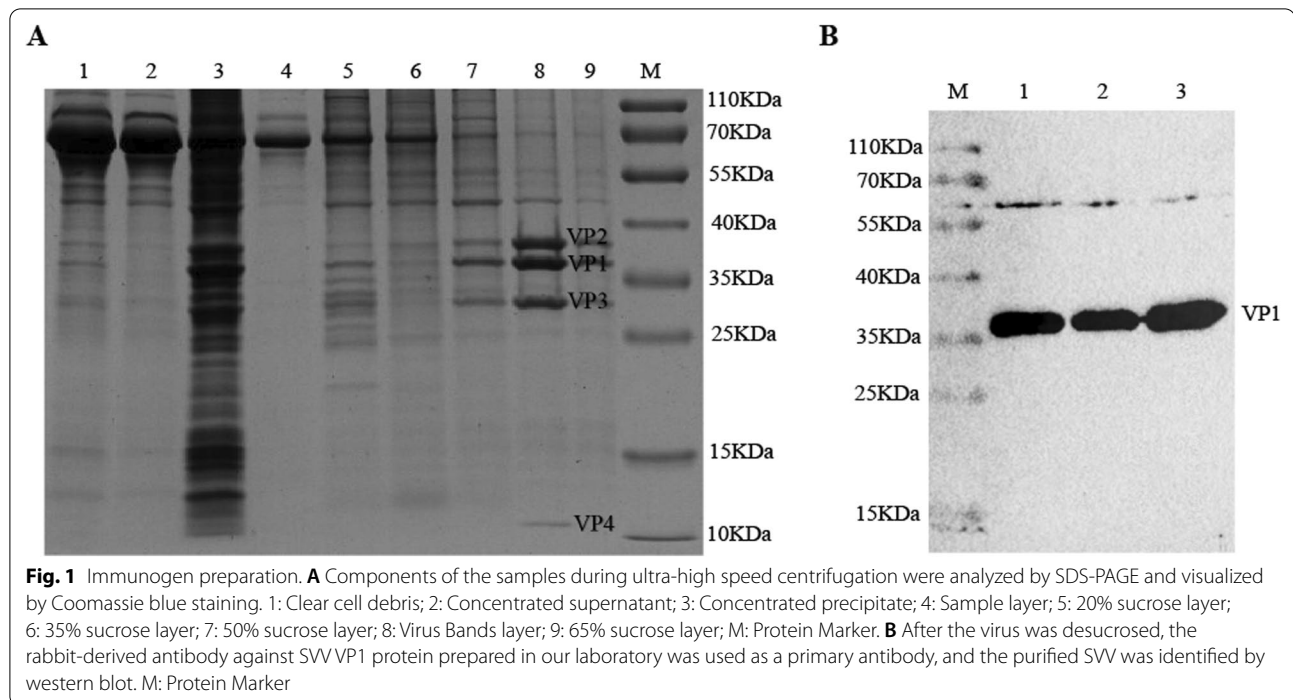 A
1 2 3 4 5 6 7 8 9 M
110KDa
70KDa
55KDa
40KDa
VP2
VP1
35KDa
VP3
25KDa
15KDa
VP4
10KDa
B
M 1 2 3
110KDa
70KDa
55KDa
40KDa
VP1
35KDa
25KDa
15KDa
Fig. 1 Immunogen preparation. A Components of the samples during ultra-high speed centrifugation were analyzed by SDS-PAGE and visualized
by Coomassie blue staining. 1: Clear cell debris; 2: Concentrated supernatant; 3: Concentrated precipitate; 4: Sample layer; 5: 20% sucrose layer;
6: 35% sucrose layer; 7: 50% sucrose layer; 8: Virus Bands layer; 9: 65% sucrose layer; M: Protein Marker. B After the virus was desucrosed, the
rabbit-derived antibody against SVV VP1 protein prepared in our laboratory was used as a primary antibody, and the purified SVV was identified by
western blot. M: Protein Marker